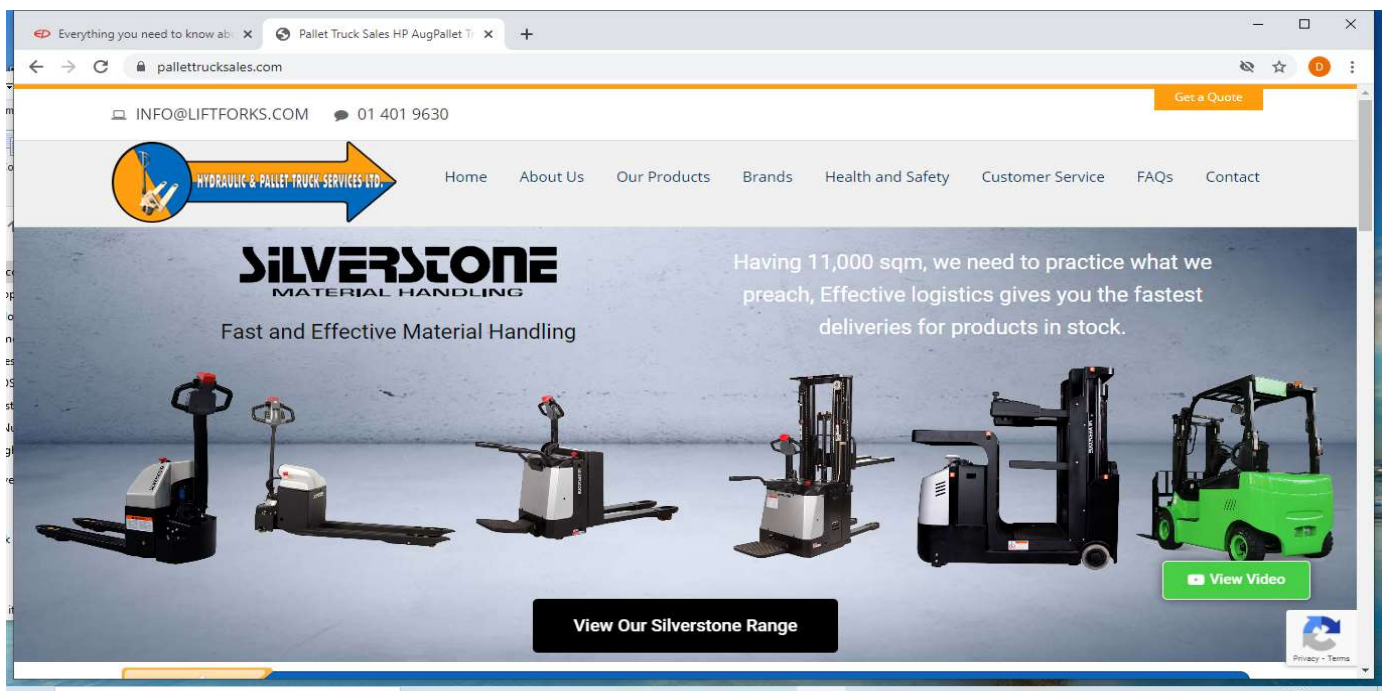 Everything you need to know ab
Pallet Truck Sales HP AugPallet Tr
pallettrucksales.com
D
Get a Quote
INFO@LIFTFORKS.COM 01 401 9630
HYDRAULIC & PALLET TRUCK SERVICES LTD.
Home About Us Our Products Brands Health and Safety Customer Service FAQs Contact
SiLVERSTONE
MATERIAL HANDLING
Fast and Effective Material Handling
Having 11,000 sqm, we need to practice what we
preach, Effective logistics gives you the fastest
deliveries for products in stock.
View Video
View Our Silverstone Range
Privacy - Terms